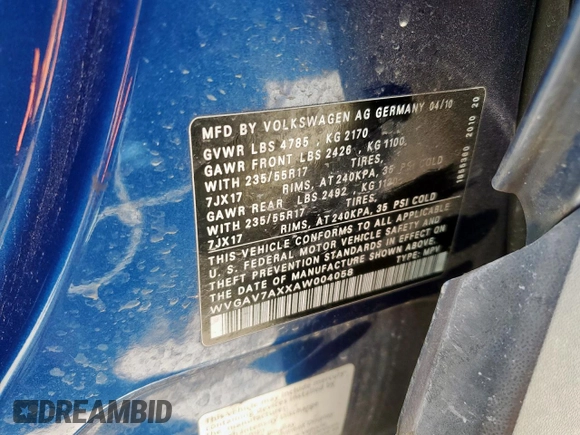 MFD BY VOLKSWAGEN AG GERMANY 04/10
GVWR LBS 4785 , KG 2170
GAWR FRONT LBS 2426 , KG 1100,
WITH 235/55R17 TIRES,
7JX17 RIMS, AT 240KPA, 35 PSI COLD
GAWR REAR LBS 2492, KG
WITH 235/55R17 TIRES,
7JX17 RIMS, AT 240KPA, 35 PSI COLD
THIS VEHICLE CONFORMS TO ALL APPLICABLE
U. S. FEDERAL MOTOR VEHICLE SAFETY AND
THEFT PREVENTION STANDARDS IN EFFECT ON
THE DATE OF MANUFACTURE SHOWN ABOVE.
WVGAV7AXXAW004058 TYPE: MPV
2010 20
DREAMBID